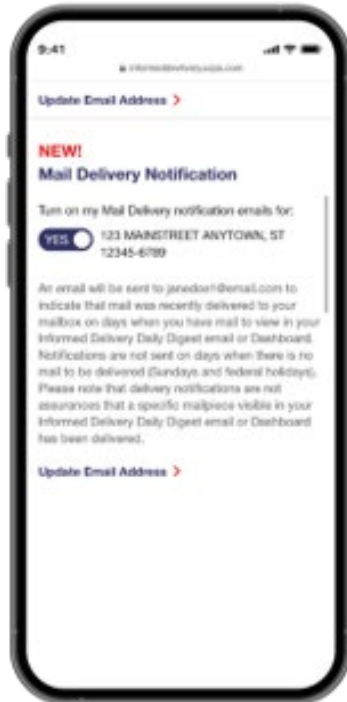 9:41
informeddelivery.usps.com
Update Email Address >
NEW!
Mail Delivery Notification
Turn on my Mail Delivery notification emails for:
YES 123 MAINSTREET ANYTOWN, ST
12345-6789
An email will be sent to janedoe1@email.com to
indicate that mail was recently delivered to your
mailbox on days when you have mail to view in your
Informed Delivery Daily Digest email or Dashboard.
Notifications are not sent on days when there is no
mail to be delivered (Sundays and federal holidays).
Please note that delivery notifications are not
assurances that a specific mailpiece visible in your
Informed Delivery Daily Digest email or Dashboard
has been delivered.
Update Email Address >